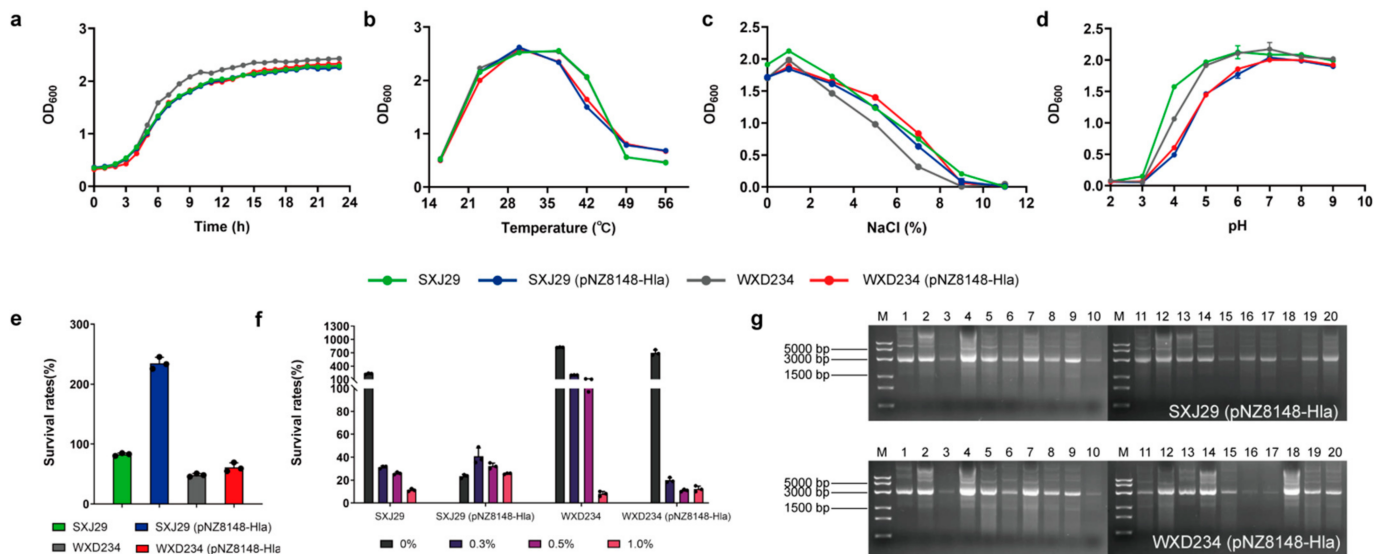 a
OD600
3
2
1
0
0 3 6 9 12 15 18 21 24
Time (h)
b
OD600
3
2
1
0
14 21 28 35 42 49 56
Temperature (℃)
c
OD600
2.5
2.0
1.5
1.0
0.5
0.0
0 2 4 6 8 10 12
NaCl (%)
d
OD600
2.5
2.0
1.5
1.0
0.5
0.0
2 3 4 5 6 7 8 9 10
pH
SXJ29 SXJ29 (pNZ8148-Hla) WXD234 WXD234 (pNZ8148-Hla)
e
Survival rates(%)
300
200
100
0
SXJ29 SXJ29 (pNZ8148-Hla)
WXD234 WXD234 (pNZ8148-Hla
f
Survival rates(%)
1300
1000
700
400
100
100
80
60
40
20
0
SXJ29 SXJ29 (pNZ8148-Hla) WXD234 WXD234 (pNZ8148-Hla)
0% 0.3% 0.5% 1.0%
g
M 1 2 3 4 5 6 7 8 9 10 M 11 12 13 14 15 16 17 18 19 20
5000 bp
3000 bp
1500 bp
SXJ29 (pNZ8148-Hla)
M 1 2 3 4 5 6 7 8 9 10 M 11 12 13 14 15 16 17 18 19 20
5000 bp
3000 bp
1500 bp
WXD234 (pNZ8148-Hla)